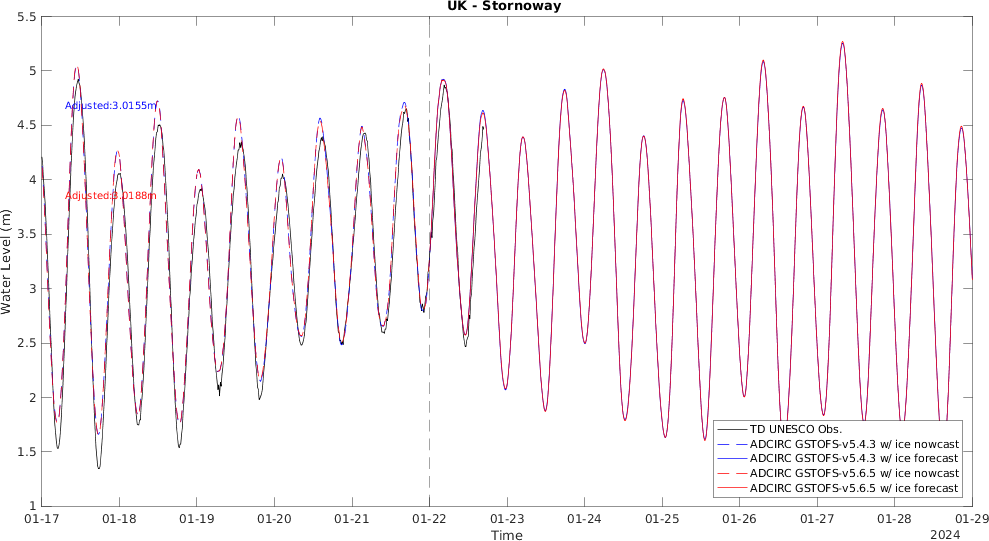 UK - Stornoway
5.5
5
4.5
4
3.5
3
2.5
2
1.5
1
Water Level (m)
Adjusted:3.0155m
Adjusted:3.0188m
TD UNESCO Obs.
ADCIRC GSTOFS-v5.4.3 w/ ice nowcast
ADCIRC GSTOFS-v5.4.3 w/ ice forecast
ADCIRC GSTOFS-v5.6.5 w/ ice nowcast
ADCIRC GSTOFS-v5.6.5 w/ ice forecast
01-17 01-18 01-19 01-20 01-21 01-22 01-23 01-24 01-25 01-26 01-27 01-28 01-29
Time
2024